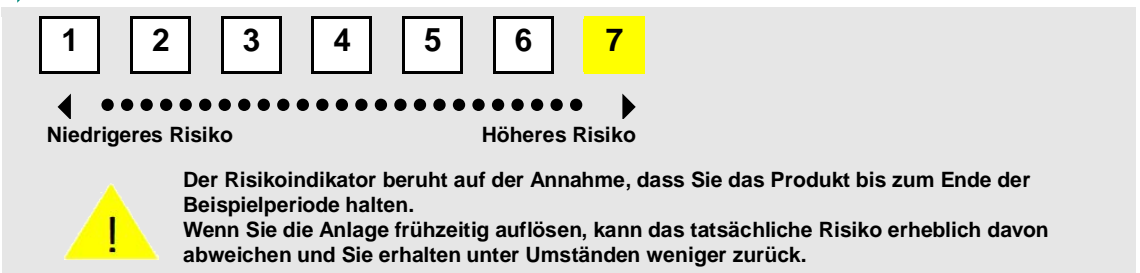 1 2 3 4 5 6 7
Niedrigeres Risiko Höheres Risiko
Der Risikoindikator beruht auf der Annahme, dass Sie das Produkt bis zum Ende der
Beispielperiode halten.
Wenn Sie die Anlage frühzeitig auflösen, kann das tatsächliche Risiko erheblich davon
abweichen und Sie erhalten unter Umständen weniger zurück.
!